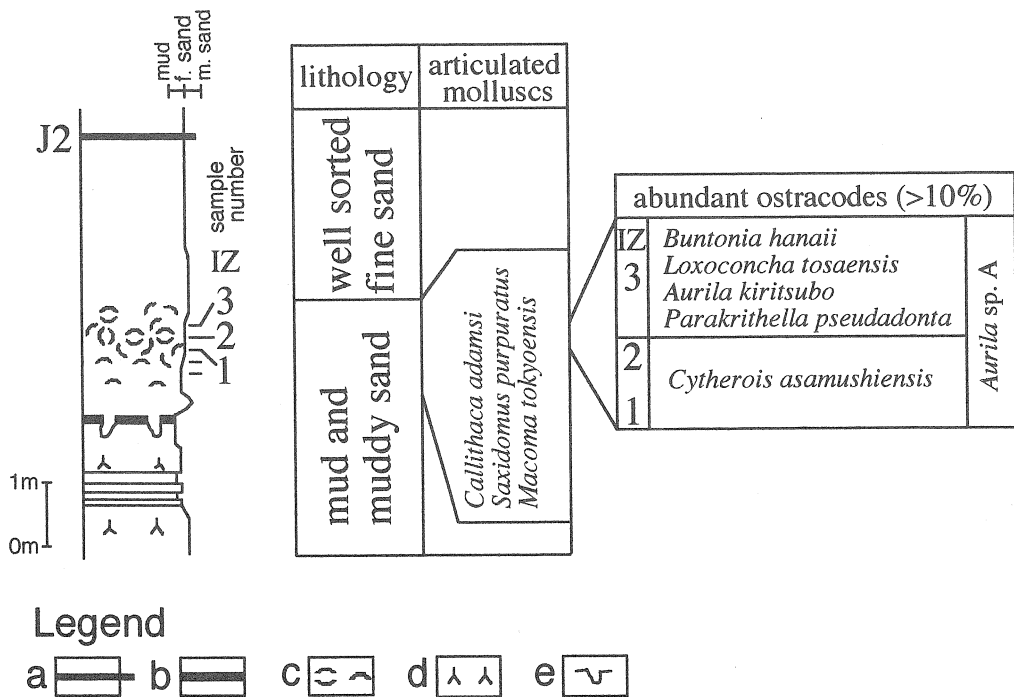 mud
f. sand
m. sand
J2
sample
number
IZ
3
2
1
1m
0m
lithology
articulated
molluscs
well sorted
fine sand
mud and
muddy sand
Callithaca adamsi
Saxidomus purpuratus
Macoma tokyoensis
abundant ostracodes (>10%)
IZ
3
Buntonia hanaii
Loxoconcha tosaensis
Aurila kiritsubo
Parakrithella pseudadonta
2
1
Cytherois asamushiensis
Aurila sp. A
Legend
a b c d e